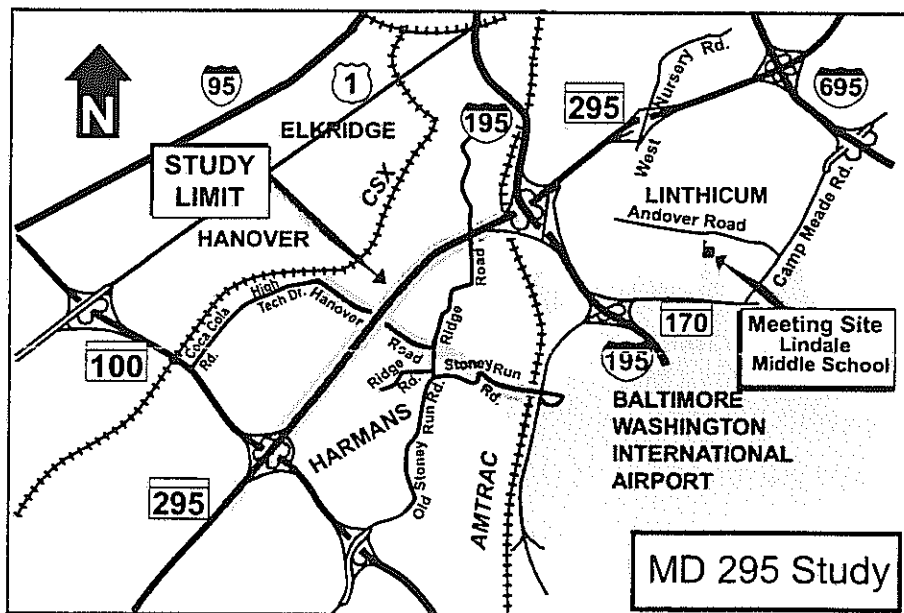 N
95
1
ELKRIDGE
195
295
West Nursery Rd.
695
STUDY
LIMIT
CSX
HANOVER
LINTHICUM
Andover Road
Camp Meade Rd.
High
Tech Dr.
Coca Cola
Rd.
Hanover
Road
Ridge
Road
Ridge
Rd.
Stoney Run
Rd.
100
170
195
Meeting Site
Lindale
Middle School
HARMANS
Old Stoney Run Rd.
BALTIMORE
WASHINGTON
INTERNATIONAL
AIRPORT
295
AMTRAC
MD 295 Study